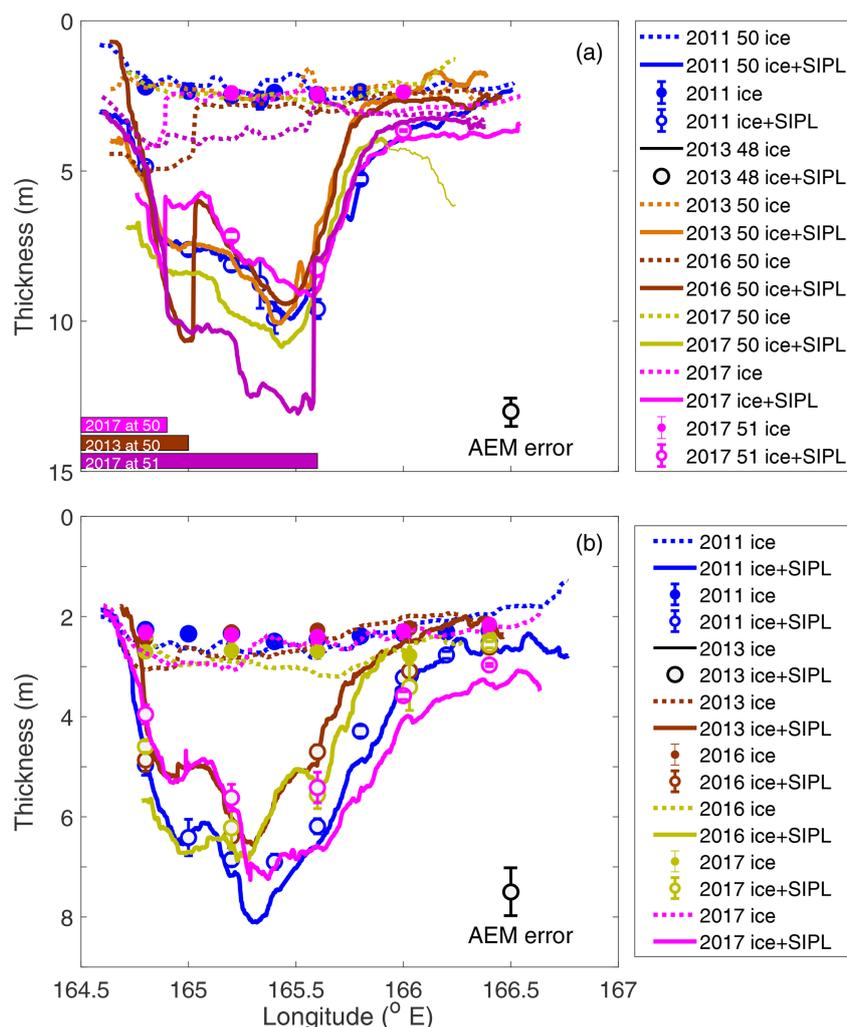 0
5
10
15
Thickness (m)
(a)
2017 at 50
2013 at 50
2017 at 51
AEM error
2011 50 ice
2011 50 ice+SIPL
2011 ice
2011 ice+SIPL
2013 48 ice
2013 48 ice+SIPL
2013 50 ice
2013 50 ice+SIPL
2016 50 ice
2016 50 ice+SIPL
2017 50 ice
2017 50 ice+SIPL
2017 ice
2017 ice+SIPL
2017 51 ice
2017 51 ice+SIPL
0
2
4
6
8
Thickness (m)
(b)
AEM error
164.5 165 165.5 166 166.5 167
Longitude (° E)
2011 ice
2011 ice+SIPL
2011 ice
2011 ice+SIPL
2013 ice
2013 ice+SIPL
2013 ice
2013 ice+SIPL
2016 ice
2016 ice+SIPL
2016 ice
2016 ice+SIPL
2017 ice
2017 ice+SIPL
2017 ice
2017 ice+SIPL